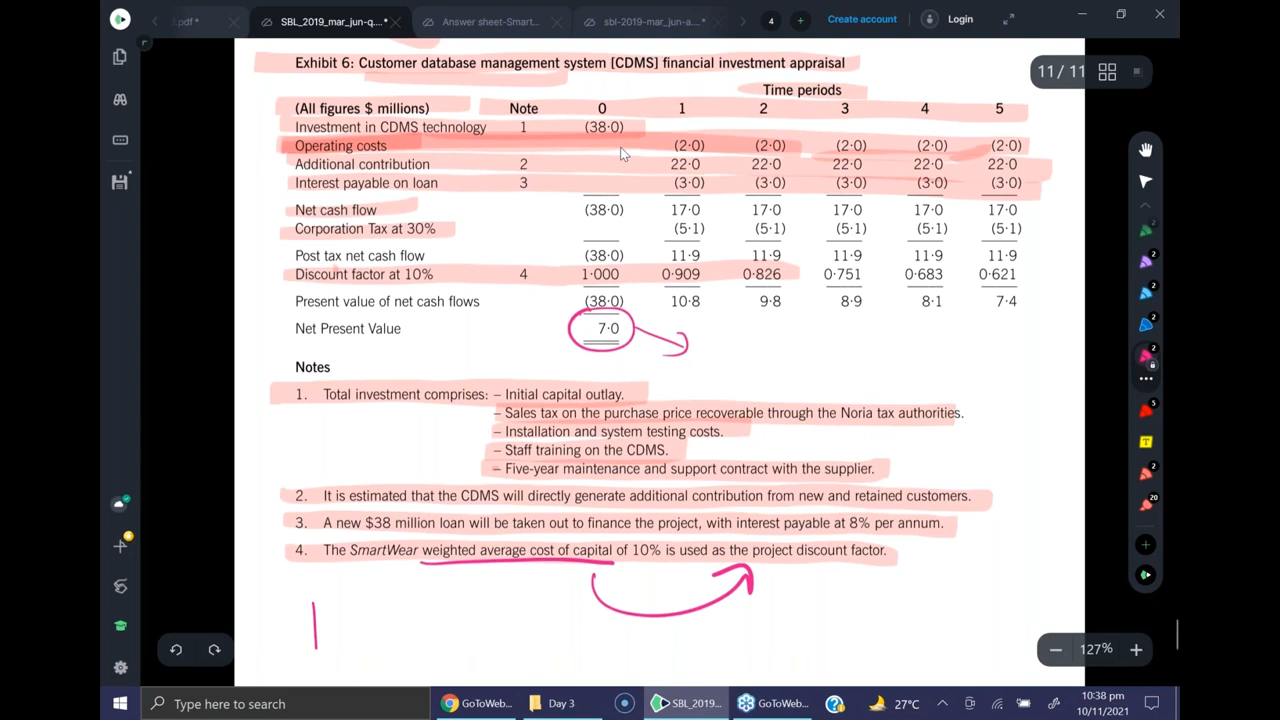 .pdf *
SBL_2019_mar_jun-q....*
Answer sheet-Smart...
sbl-2019-mar_jun-a....*
4
Create account
Login
11/11
Exhibit 6: Customer database management system [CDMS] financial investment appraisal
Time periods
(All figures $ millions) Note 0 1 2 3 4 5
Investment in CDMS technology 1 (38·0)
Operating costs (2·0) (2·0) (2·0) (2·0) (2·0)
Additional contribution 2 22·0 22·0 22·0 22·0 22·0
Interest payable on loan 3 (3·0) (3·0) (3·0) (3·0) (3·0)
Net cash flow (38·0) 17·0 17·0 17·0 17·0 17·0
Corporation Tax at 30% (5·1) (5·1) (5·1) (5·1) (5·1)
Post tax net cash flow (38·0) 11·9 11·9 11·9 11·9 11·9
Discount factor at 10% 4 1·000 0·909 0·826 0·751 0·683 0·621
Present value of net cash flows (38·0) 10·8 9·8 8·9 8·1 7·4
Net Present Value 7·0
Notes
1. Total investment comprises: – Initial capital outlay.
– Sales tax on the purchase price recoverable through the Noria tax authorities.
– Installation and system testing costs.
– Staff training on the CDMS.
– Five-year maintenance and support contract with the supplier.
2. It is estimated that the CDMS will directly generate additional contribution from new and retained customers.
3. A new $38 million loan will be taken out to finance the project, with interest payable at 8% per annum.
4. The SmartWear weighted average cost of capital of 10% is used as the project discount factor.
127%
Type here to search
GoToWeb...
Day 3
SBL_2019...
GoToWeb...
27°C
10:38 pm
10/11/2021